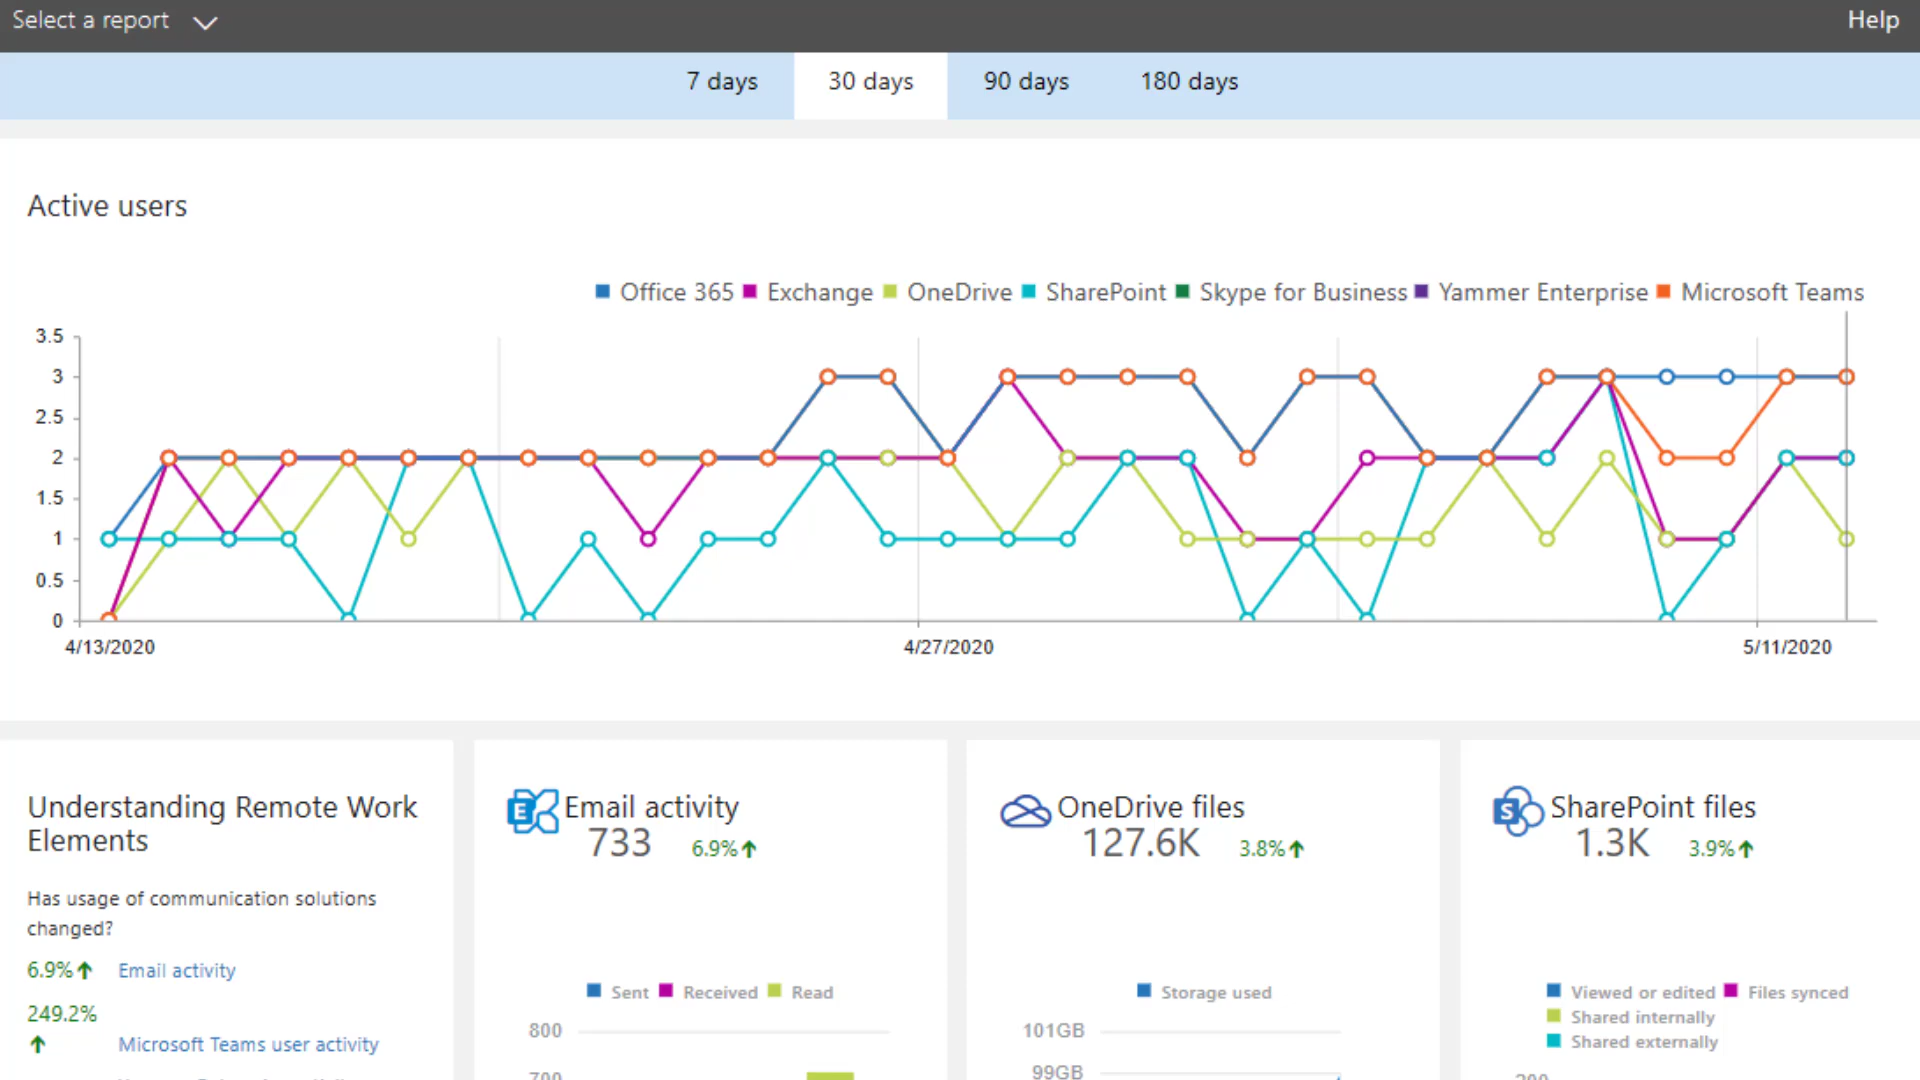 Select a report
Help
7 days 30 days 90 days 180 days
Active users
Office 365 Exchange OneDrive SharePoint Skype for Business Yammer Enterprise Microsoft Teams
3.5
3
2.5
2
1.5
1
0.5
0
4/13/2020 4/27/2020 5/11/2020
Understanding Remote Work
Elements
Has usage of communication solutions
changed?
6.9% Email activity
249.2%
Microsoft Teams user activity
E Email activity
733 6.9%
Sent Received Read
800
700
OneDrive files
127.6K 3.8%
Storage used
101GB
99GB
S SharePoint files
1.3K 3.9%
Viewed or edited Files synced
Shared internally
Shared externally